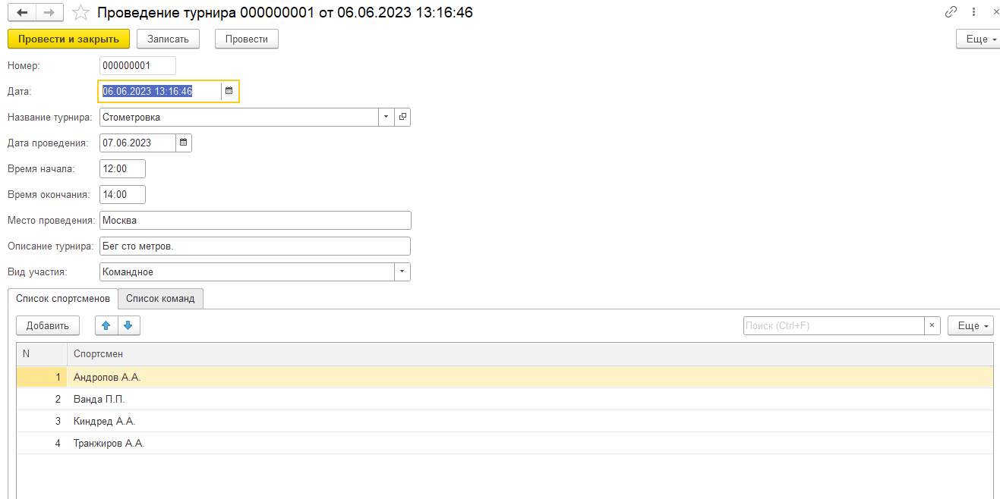 Проведение турнира 000000001 от 06.06.2023 13:16:46
Провести и закрыть Записать Провести Еще
Номер: 000000001
Дата: 06.06.2023 13:16:46
Название турнира: Стометровка
Дата проведения: 07.06.2023
Время начала: 12:00
Время окончания: 14:00
Место проведения: Москва
Описание турнира: Бег сто метров.
Вид участия: Командное
Список спортсменов Список команд
Добавить Поиск (Ctrl+F) × Еще
N Спортсмен
1 Андропов А.А.
2 Ванда П.П.
3 Киндред А.А.
4 Транжиров А.А.